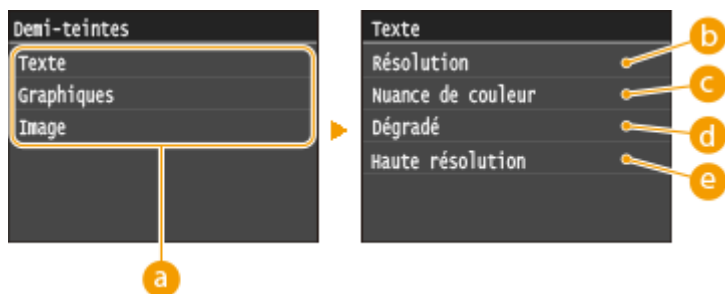 Demi-teintes
Texte
Graphiques
Image
a
Texte
Résolution
Nuance de couleur
Dégradé
Haute résolution
b
c
d
e